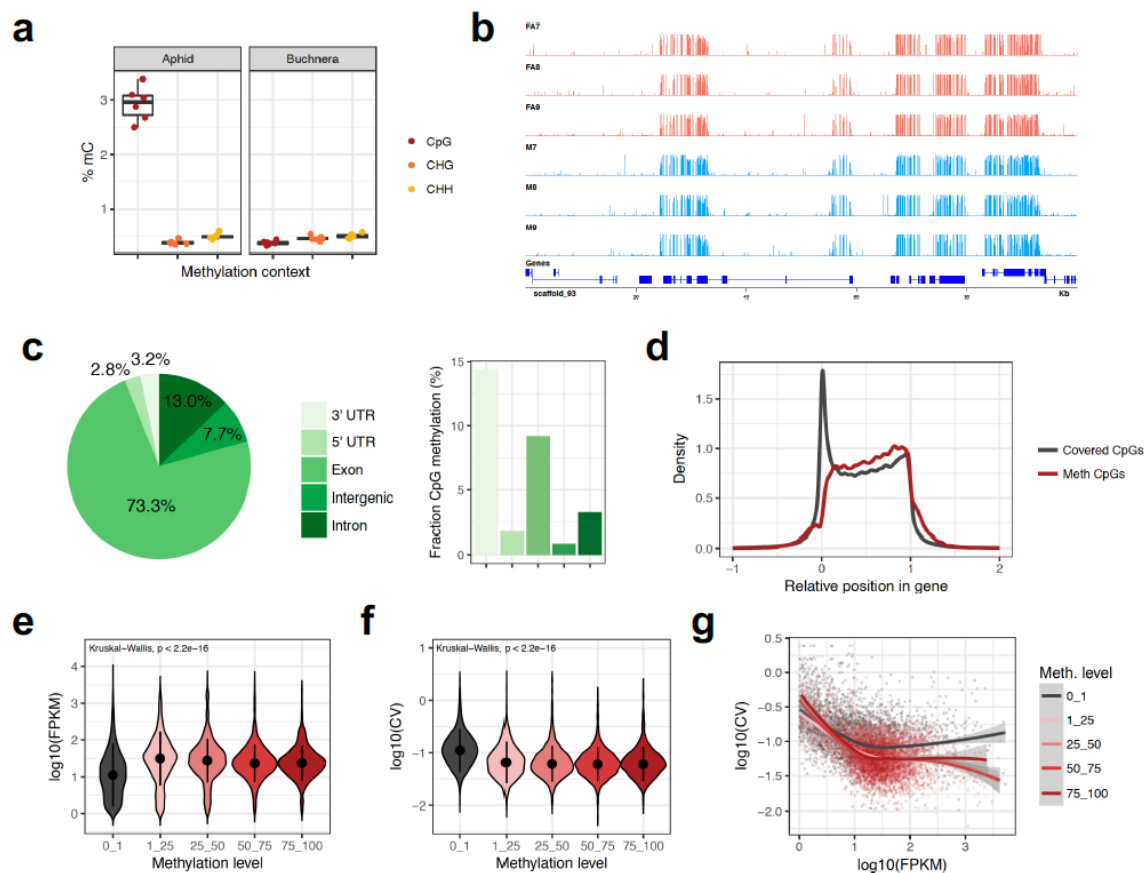 a
Aphid Buchnera
3
2
1
% mC
Methylation context
CpG
CHG
CHH
b
FA7
FA8
FA9
M7
M8
M9
Genes
scaffold_93
Kb
c
3.2%
2.8%
13.0%
7.7%
73.3%
3' UTR
5' UTR
Exon
Intergenic
Intron
Fraction CpG methylation (%)
15
10
5
0
d
Density
1.5
1.0
0.5
0.0
−1 0 1 2
Relative position in gene
Covered CpGs
Meth CpGs
e
Kruskal−Wallis, p < 2.2e−16
log10(FPKM)
4
3
2
1
0
0_1 1_25 25_50 50_75 75_100
Methylation level
f
Kruskal−Wallis, p < 2.2e−16
log10(CV)
1
0
−1
−2
0_1 1_25 25_50 50_75 75_100
Methylation level
g
log10(CV)
0.5
0.0
−0.5
−1.0
−1.5
−2.0
0 1 2 3 4
log10(FPKM)
Meth. level
0_1
1_25
25_50
50_75
75_100